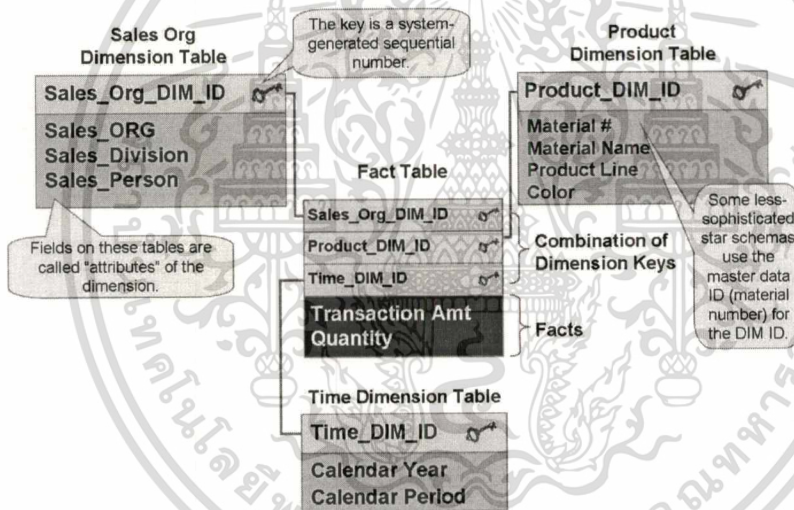 Sales Org
Dimension Table
The key is a system-
generated sequential
number.
Product
Dimension Table
Sales_Org_DIM_ID
Sales_ORG
Sales_Division
Sales_Person
Fields on these tables are
called "attributes" of the
dimension.
Fact Table
Sales_Org_DIM_ID
Product_DIM_ID
Time_DIM_ID
Combination of
Dimension Keys
Transaction Amt
Quantity
Facts
Product_DIM_ID
Material #
Material Name
Product Line
Color
Some less-
sophisticated
star schemas
use the
master data
ID (material
number) for
the DIM ID.
Time Dimension Table
Time_DIM_ID
Calendar Year
Calendar Period